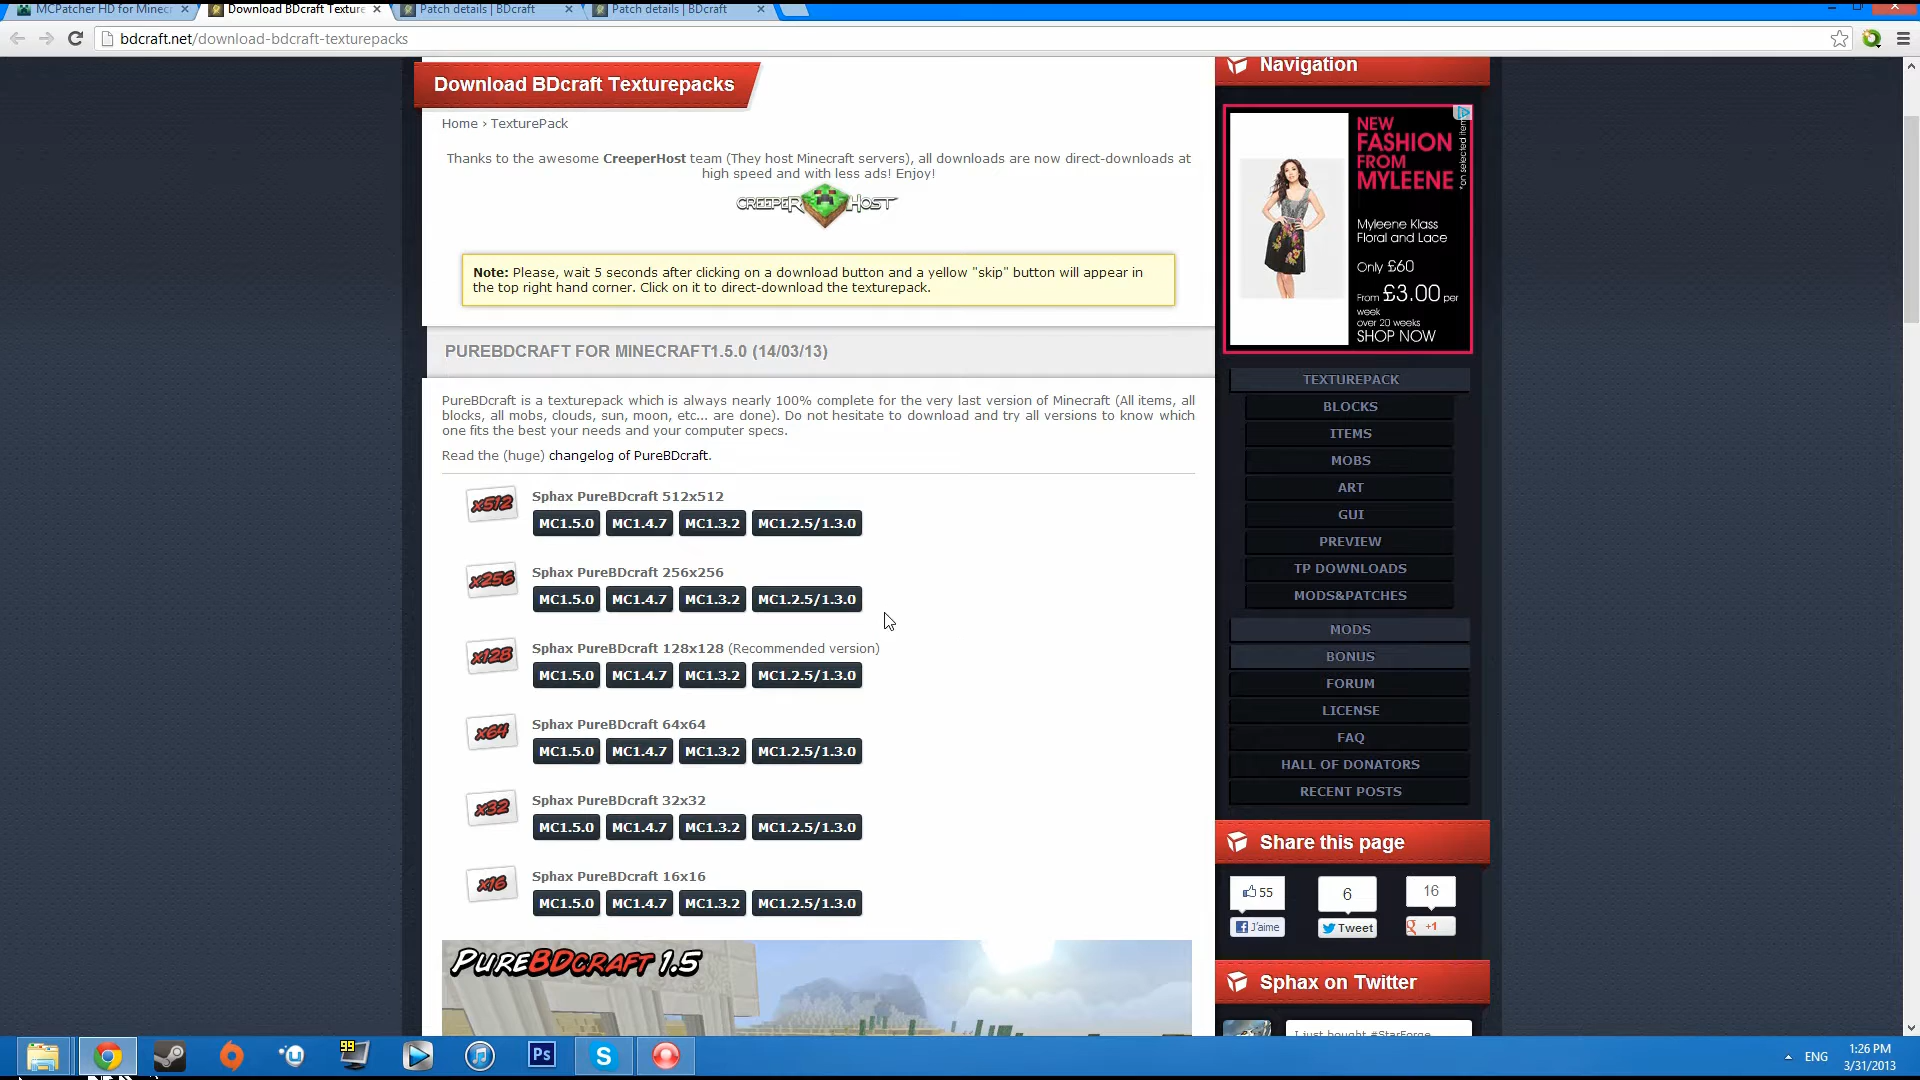 MCPatcher HD for Minec
Download BDcraft Texture
Patch details | BDcraft
Patch details | BDcraft
bdcraft.net/download-bdcraft-texturepacks
Download BDcraft Texturepacks
Home › TexturePack
Thanks to the awesome CreeperHost team (They host Minecraft servers), all downloads are now direct-downloads at
high speed and with less ads! Enjoy!
CREEPER HOST
Note: Please, wait 5 seconds after clicking on a download button and a yellow "skip" button will appear in
the top right hand corner. Click on it to direct-download the texturepack.
PUREBDCRAFT FOR MINECRAFT1.5.0 (14/03/13)
PureBDcraft is a texturepack which is always nearly 100% complete for the very last version of Minecraft (All items, all
blocks, all mobs, clouds, sun, moon, etc... are done). Do not hesitate to download and try all versions to know which
one fits the best your needs and your computer specs.
Read the (huge) changelog of PureBDcraft.
x512
Sphax PureBDcraft 512x512
MC1.5.0 MC1.4.7 MC1.3.2 MC1.2.5/1.3.0
x256
Sphax PureBDcraft 256x256
MC1.5.0 MC1.4.7 MC1.3.2 MC1.2.5/1.3.0
x128
Sphax PureBDcraft 128x128 (Recommended version)
MC1.5.0 MC1.4.7 MC1.3.2 MC1.2.5/1.3.0
x64
Sphax PureBDcraft 64x64
MC1.5.0 MC1.4.7 MC1.3.2 MC1.2.5/1.3.0
x32
Sphax PureBDcraft 32x32
MC1.5.0 MC1.4.7 MC1.3.2 MC1.2.5/1.3.0
x16
Sphax PureBDcraft 16x16
MC1.5.0 MC1.4.7 MC1.3.2 MC1.2.5/1.3.0
PUREBDCRAFT 1.5
Navigation
NEW
FASHION
FROM
MYLEENE
*on selected item
Myleene Klass
Floral and Lace
Only £60
From £3.00 per
week
over 20 weeks
SHOP NOW
TEXTUREPACK
BLOCKS
ITEMS
MOBS
ART
GUI
PREVIEW
TP DOWNLOADS
MODS&PATCHES
MODS
BONUS
FORUM
LICENSE
FAQ
HALL OF DONATORS
RECENT POSTS
Share this page
55
6
16
J'aime
Tweet
+1
Sphax on Twitter
I just bought #StarForge
99
Ps
ENG
1:26 PM
3/31/2013